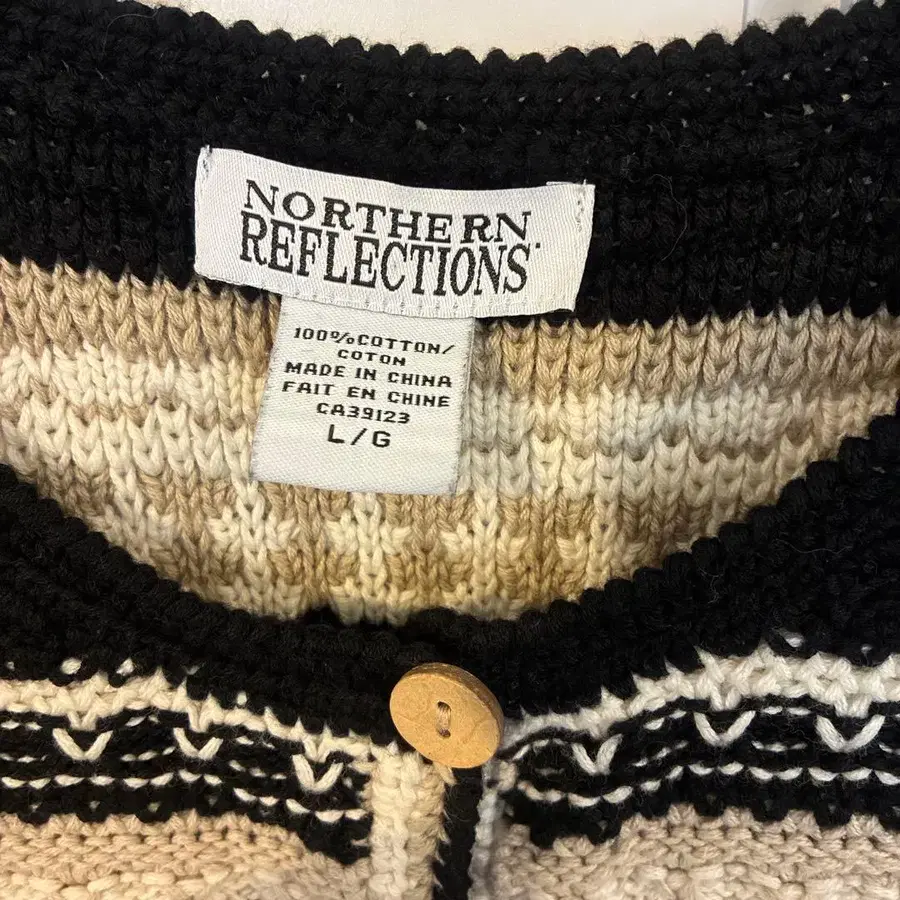 NORTHERN
REFLECTIONS
100% COTTON/
COTON
MADE IN CHINA
FAIT EN CHINE
CA39123
L/G